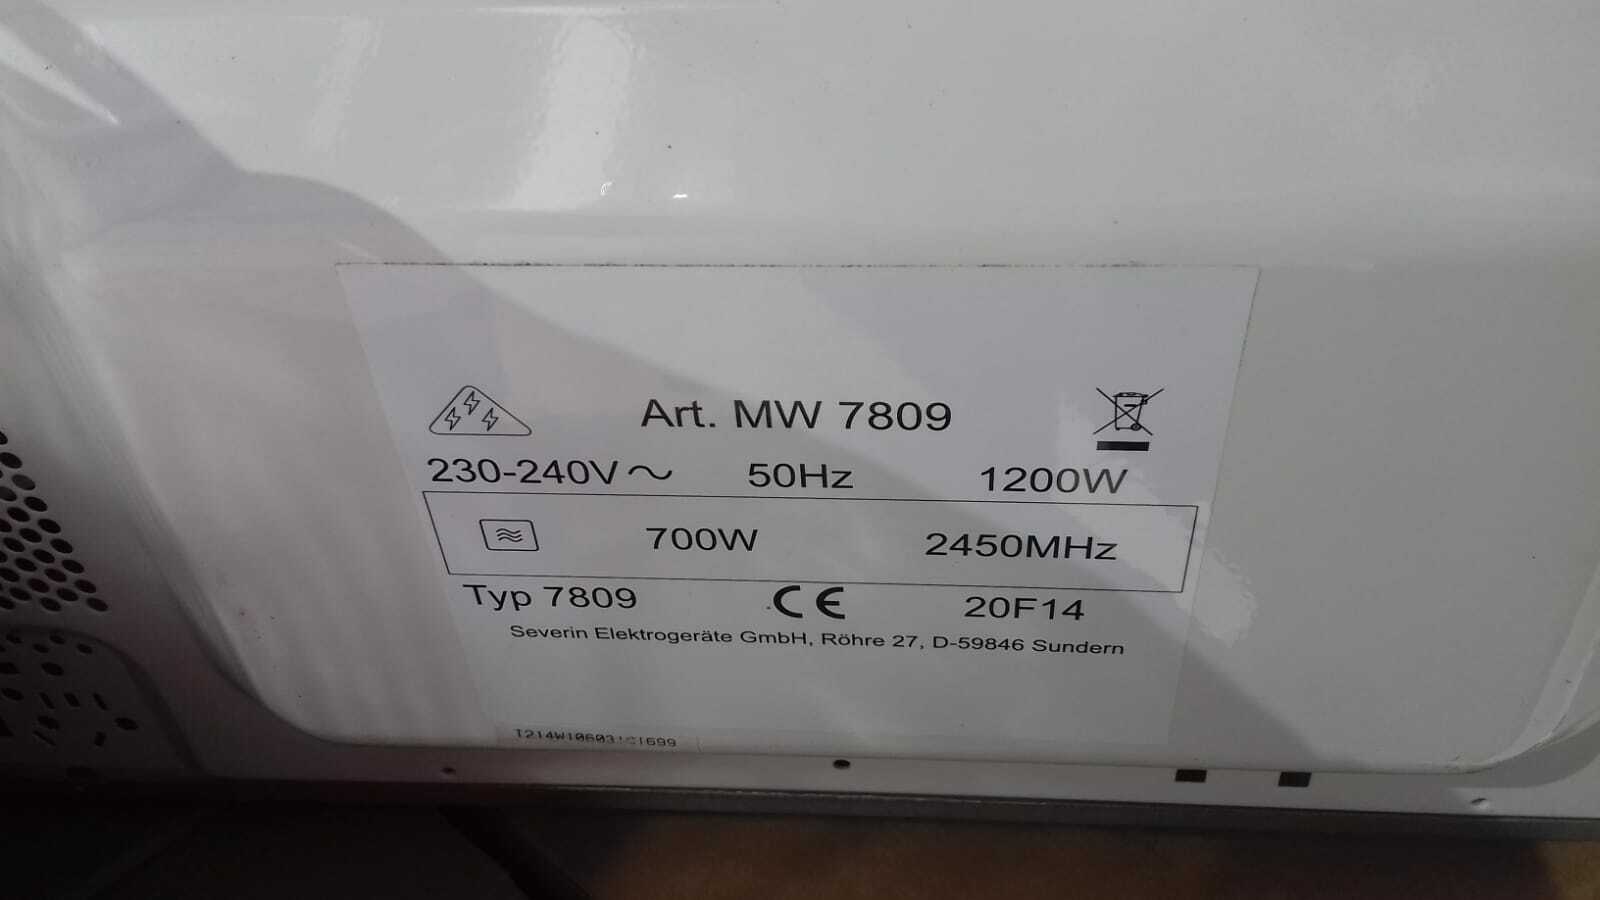 Art. MW 7809
230-240V~ 50Hz 1200W
700W 2450MHz
Typ 7809 CE 20F14
Severin Elektrogeräte GmbH, Röhre 27, D-59846 Sundern